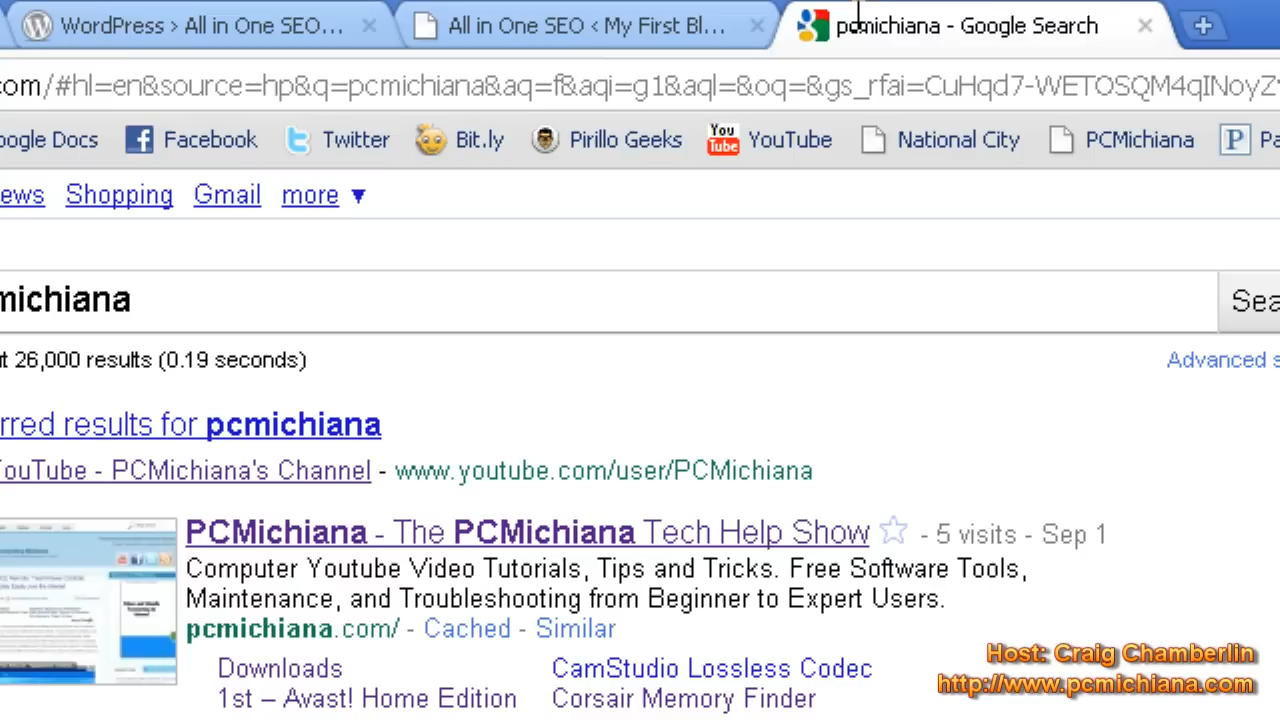 WordPress › All in One SEO...
All in One SEO ‹ My First Bl...
pcmichiana - Google Search
com/#hl=en&source=hp&q=pcmichiana&aq=f&aqi=g1&aql=&oq=&gs_rfai=CuHqd7-WETOSQM4qINoyZ
oogle Docs
Facebook
Twitter
Bit.ly
Pirillo Geeks
You Tube YouTube
National City
PCMichiana
P Pa
ews Shopping Gmail more ▼
michiana
Sea
t 26,000 results (0.19 seconds)
Advanced s
rred results for pcmichiana
YouTube - PCMichiana's Channel - www.youtube.com/user/PCMichiana
PCMichiana - The PCMichiana Tech Help Show - 5 visits - Sep 1
Computer Youtube Video Tutorials, Tips and Tricks. Free Software Tools,
Maintenance, and Troubleshooting from Beginner to Expert Users.
pcmichiana.com/ - Cached - Similar
Downloads
CamStudio Lossless Codec
1st – Avast! Home Edition
Corsair Memory Finder
Host: Craig Chamberlin
http://www.pcmichiana.com